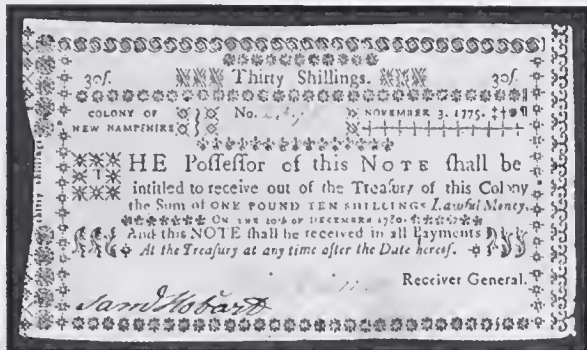 30ſ. Thirty Shillings. 30ſ.
COLONY OF
NEW HAMPSHIRE
No.
NOVEMBER 3. 1775. ‡†⁕¶
THE Poſſeſſor of this NOTE ſhall be
intitled to receive out of the Treaſury of this Colony
the Sum of ONE POUND TEN SHILLINGS Lawful Money,
ON THE 20th OF DECEMBER 1780.
And this NOTE ſhall be received in all Payments
At the Treaſury at any time after the Date hereof.
Receiver General.
Samˡ Hobart
Thirty shillings